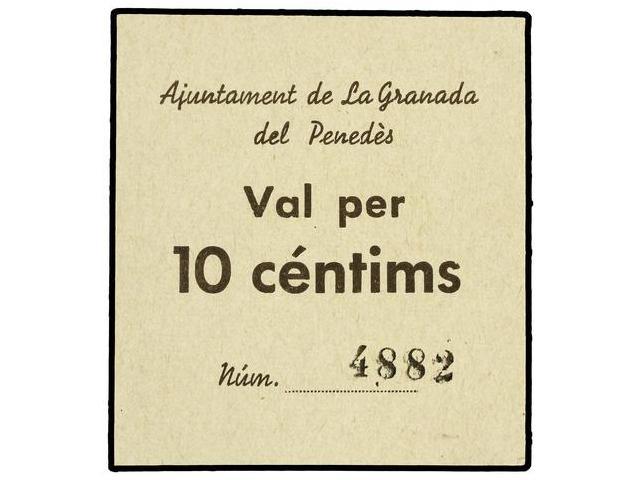 Ajuntament de La Granada
del Penedès
Val per
10 céntims
Núm. 4882